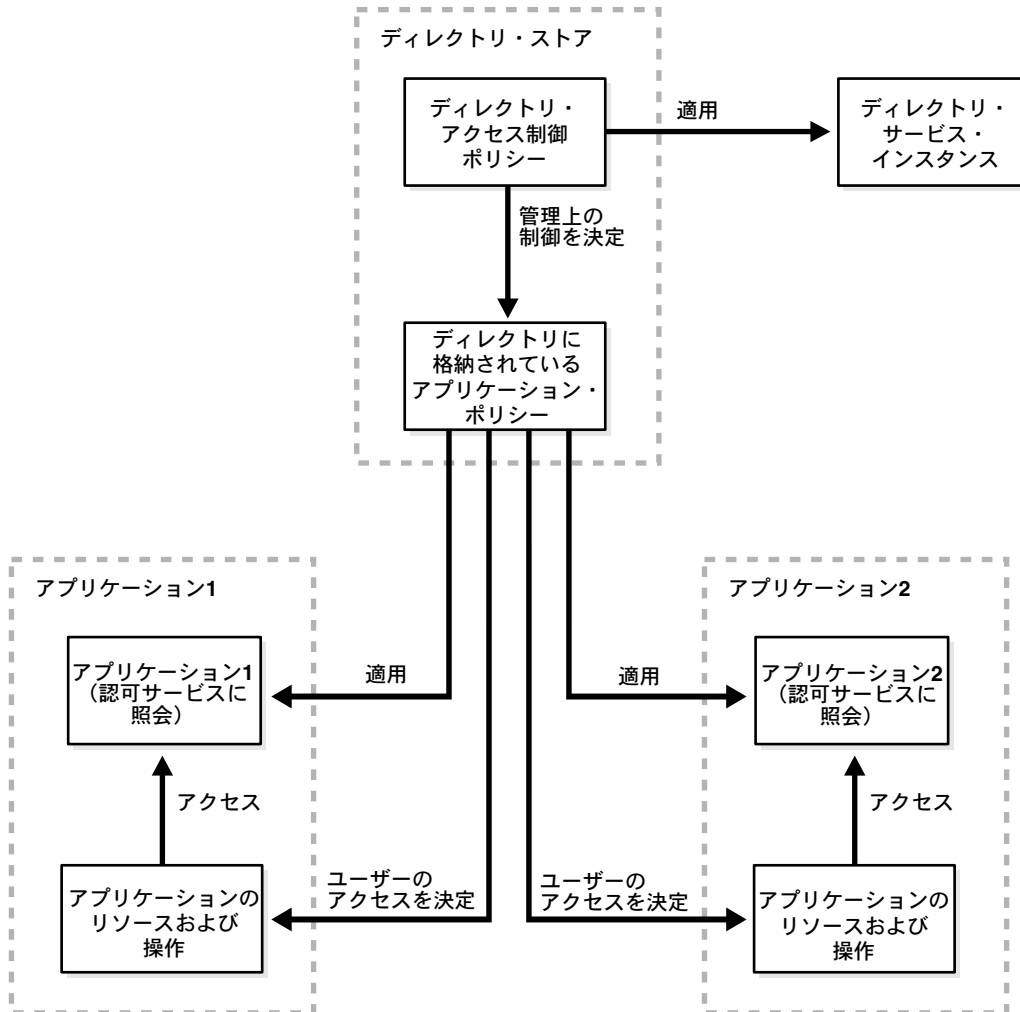 ディレクトリ・ストア
ディレクトリ・
アクセス制御
ポリシー
適用
ディレクトリ・
サービス・
インスタンス
管理上の
制御を決定
ディレクトリに
格納されている
アプリケーション・
ポリシー
アプリケーション1
アプリケーション1
（認可サービスに
照会）
適用
アクセス
アプリケーションの
リソースおよび
操作
ユーザーの
アクセスを決定
アプリケーション2
適用
アプリケーション2
（認可サービスに
照会）
アクセス
ユーザーの
アクセスを決定
アプリケーションの
リソースおよび
操作